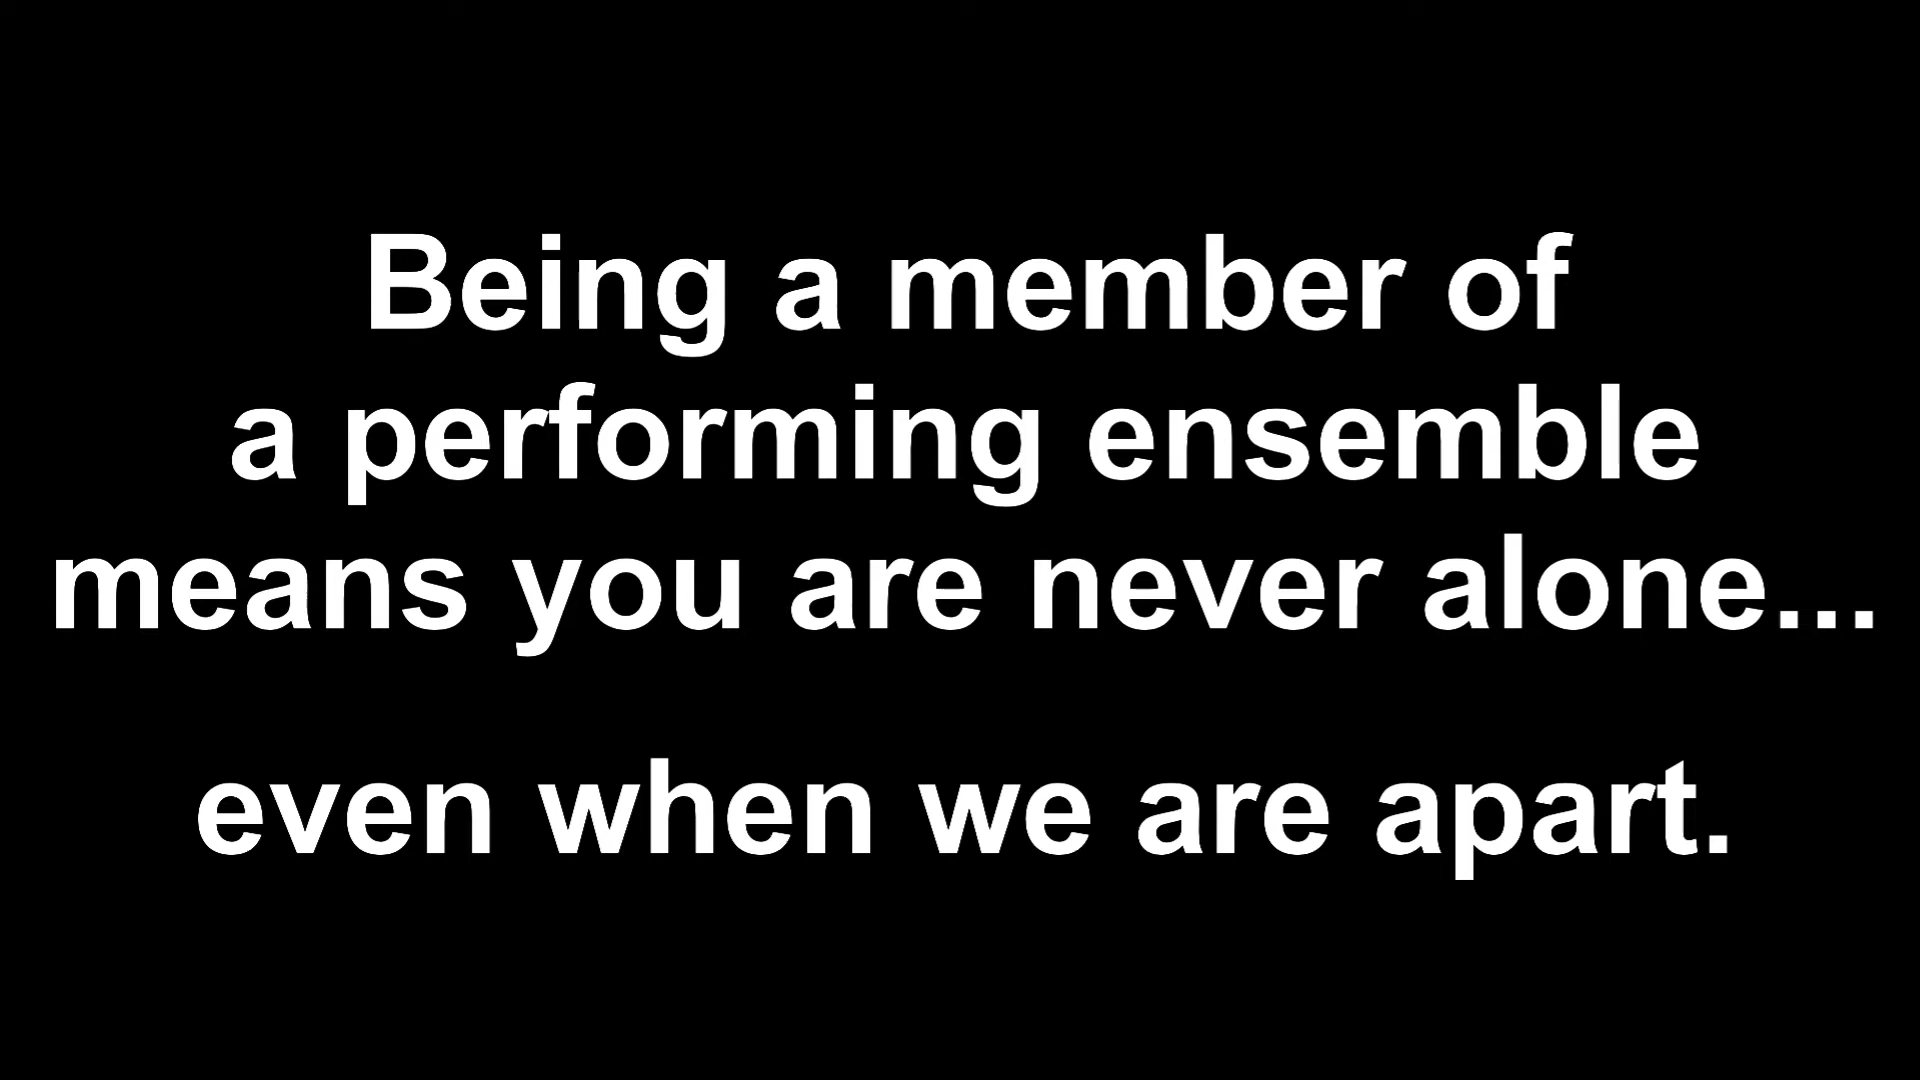 Being a member of
a performing ensemble
means you are never alone...
even when we are apart.